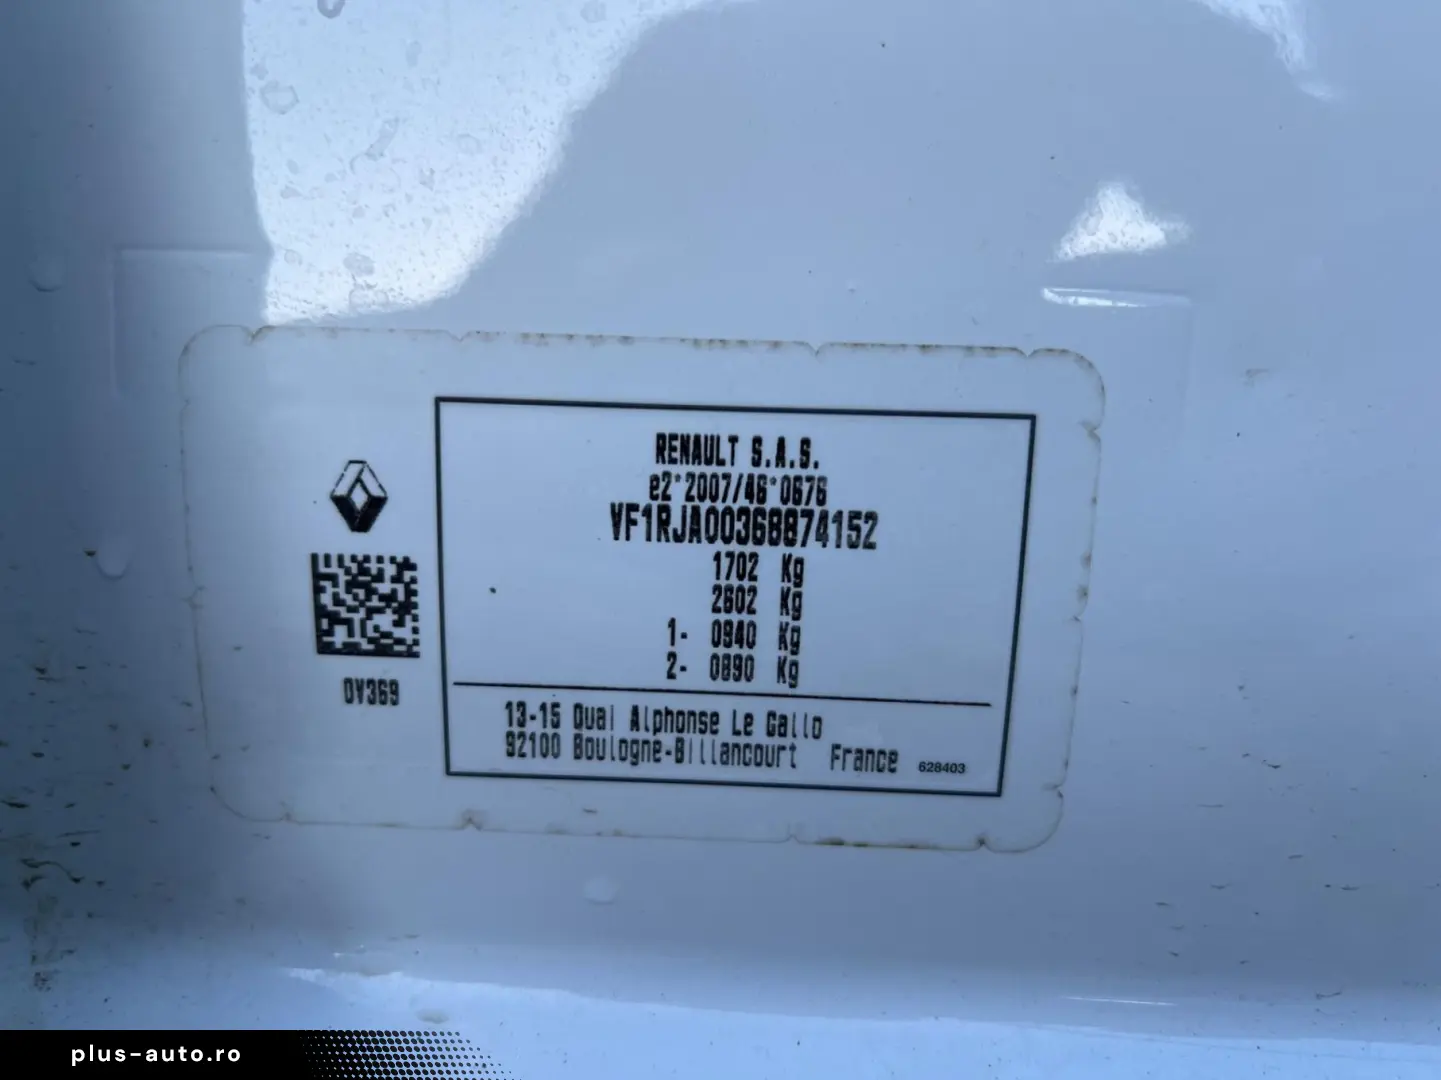 RENAULT S.A.S.
e2*2007/46*0676
VF1RJA00368874152
1702 Kg
2602 Kg
1- 0940 Kg
2- 0890 Kg
0V369
13-15 Quai Alphonse Le Gallo
92100 Boulogne-Billancourt France 628403
plus-auto.ro